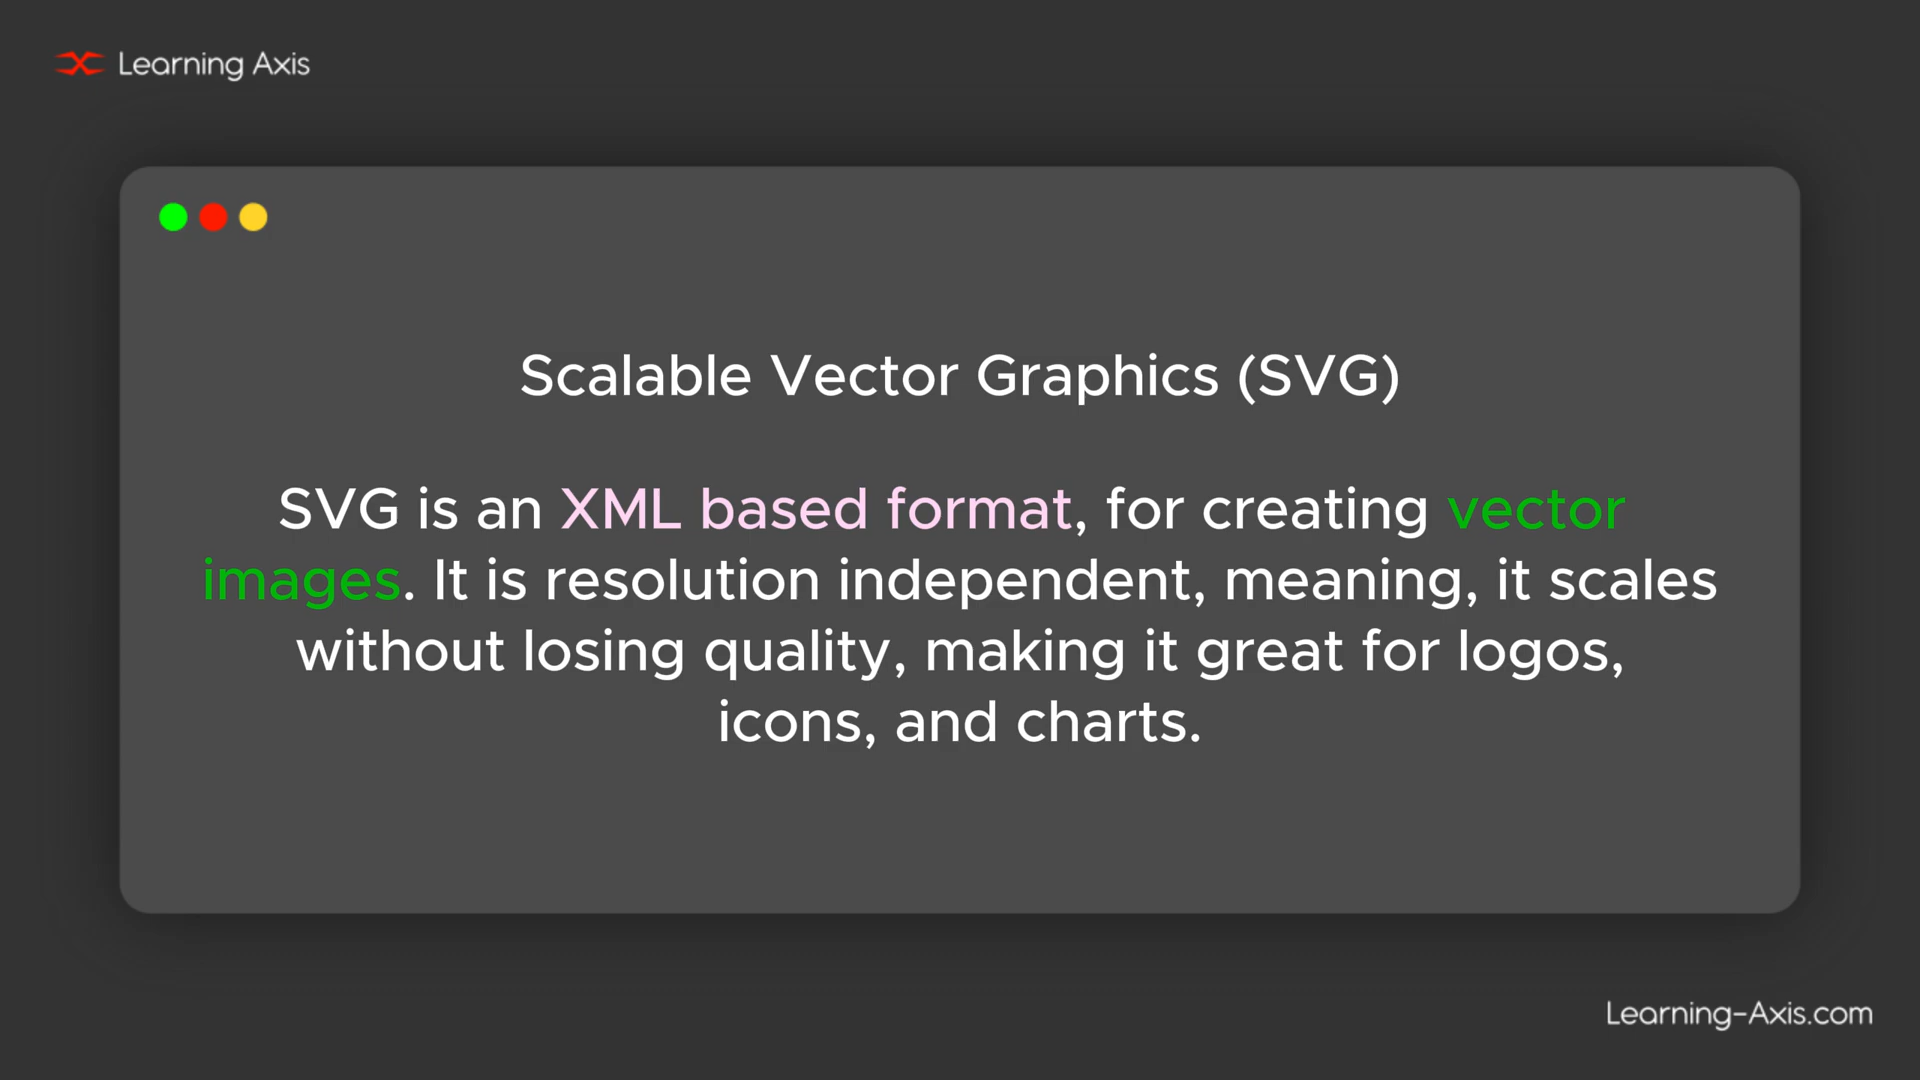 Learning Axis
Scalable Vector Graphics (SVG)
SVG is an XML based format, for creating vector
images. It is resolution independent, meaning, it scales
without losing quality, making it great for logos,
icons, and charts.
Learning-Axis.com